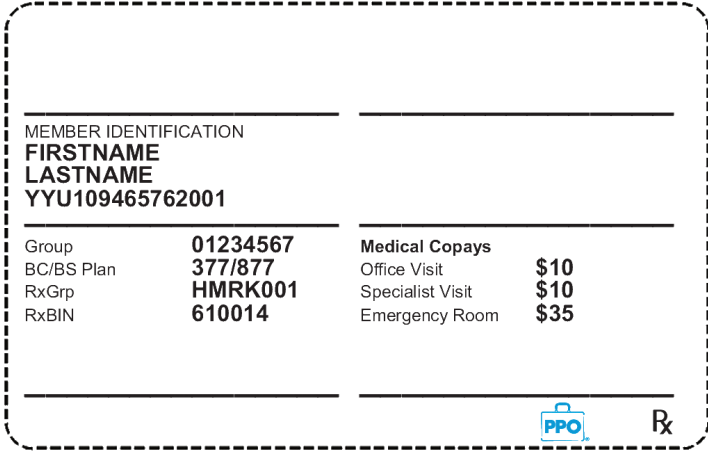 MEMBER IDENTIFICATION
FIRSTNAME
LASTNAME
YYU109465762001
Group 01234567
BC/BS Plan 377/877
RxGrp HMRK001
RxBIN 610014
Medical Copays
Office Visit $10
Specialist Visit $10
Emergency Room $35
PPO®
Rx